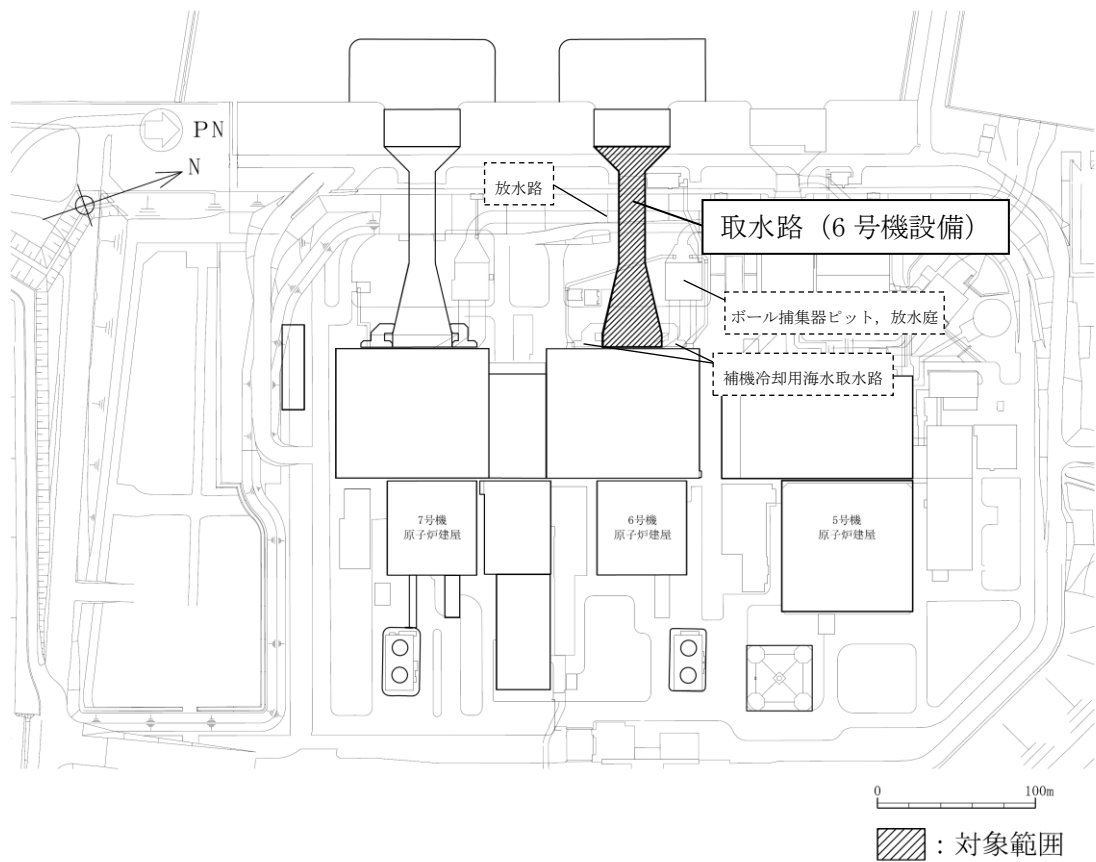 PN
N
放水路
取水路(6 号機設備)
ボール捕集器ピット,放水庭
補機冷却用海水取水路
7号機
原子炉建屋
6号機
原子炉建屋
5号機
原子炉建屋
0 100m
:対象範囲